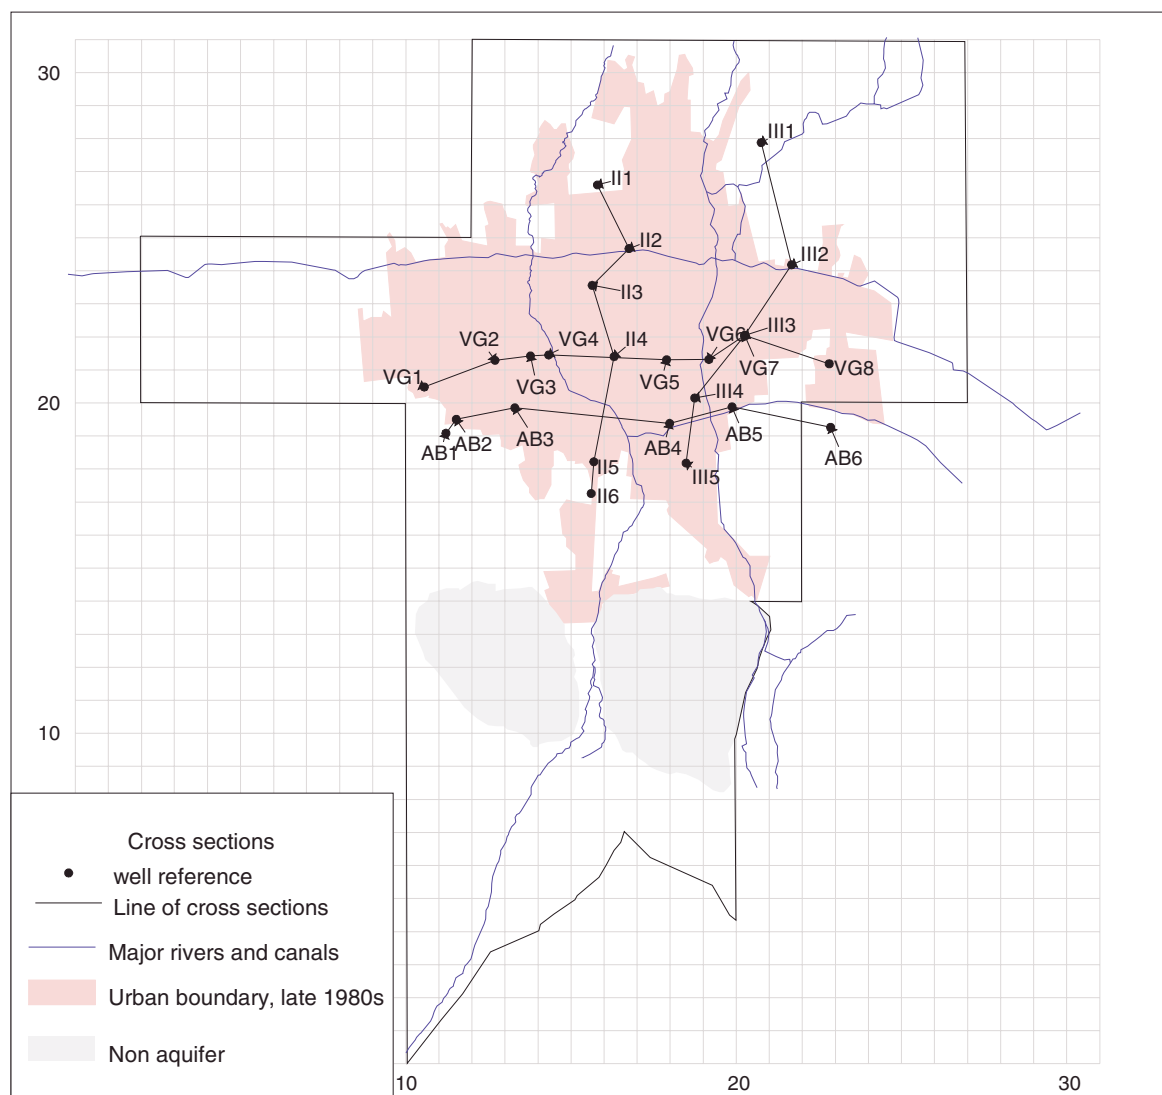 30
III1
II1
II2
III2
II3
VG2
VG4
II4
VG6
III3
VG1
VG3
VG5
VG7
VG8
20
III4
AB1
AB2
AB3
AB4
AB5
AB6
II5
III5
II6
10
Cross sections
well reference
Line of cross sections
Major rivers and canals
Urban boundary, late 1980s
Non aquifer
10
20
30